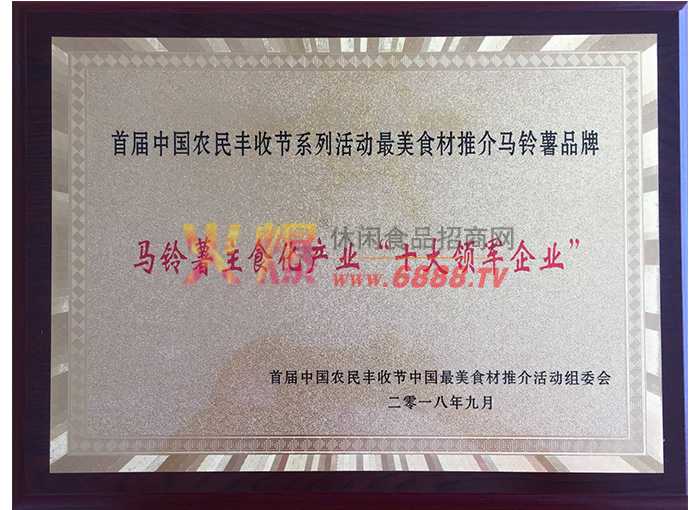 首届中国农民丰收节系列活动最美食材推介马铃薯品牌
火爆®休闲食品招商网
马铃薯主食化产业“十大领军企业”
www.6888.TV
首届中国农民丰收节中国最美食材推介活动组委会
二零一八年九月